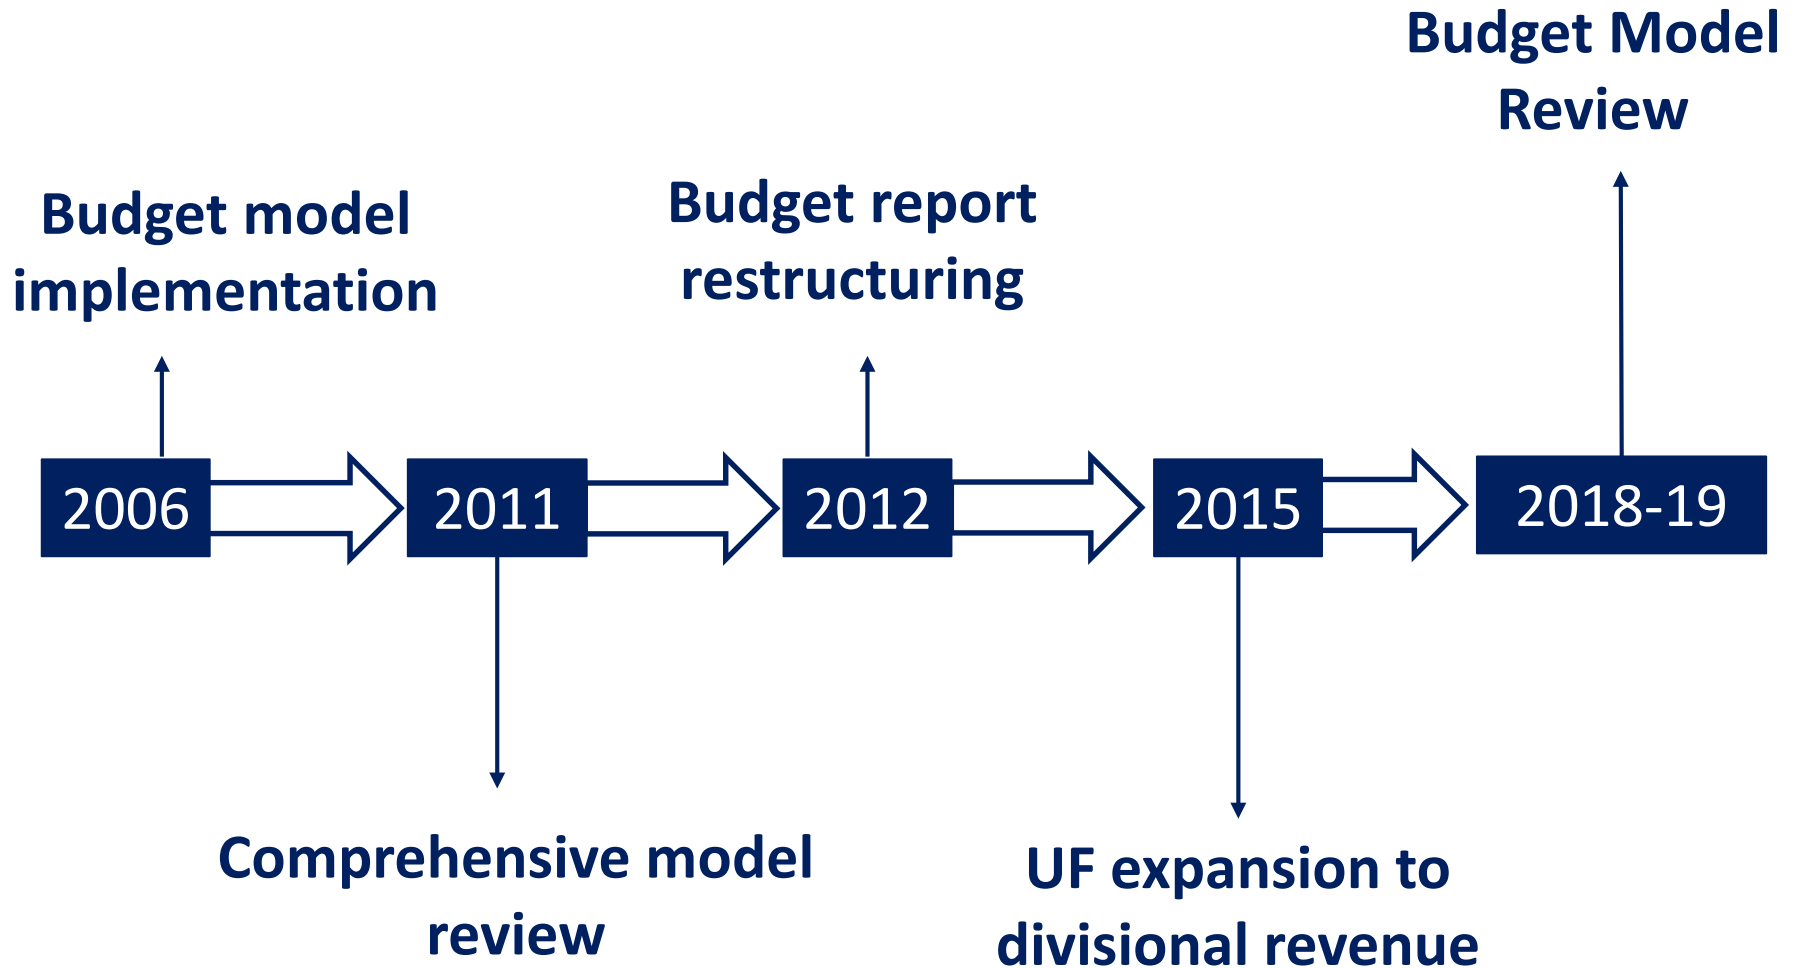 Budget Model
Review
Budget model
implementation
Budget report
restructuring
2006
2011
2012
2015
2018-19
Comprehensive model
review
UF expansion to
divisional revenue